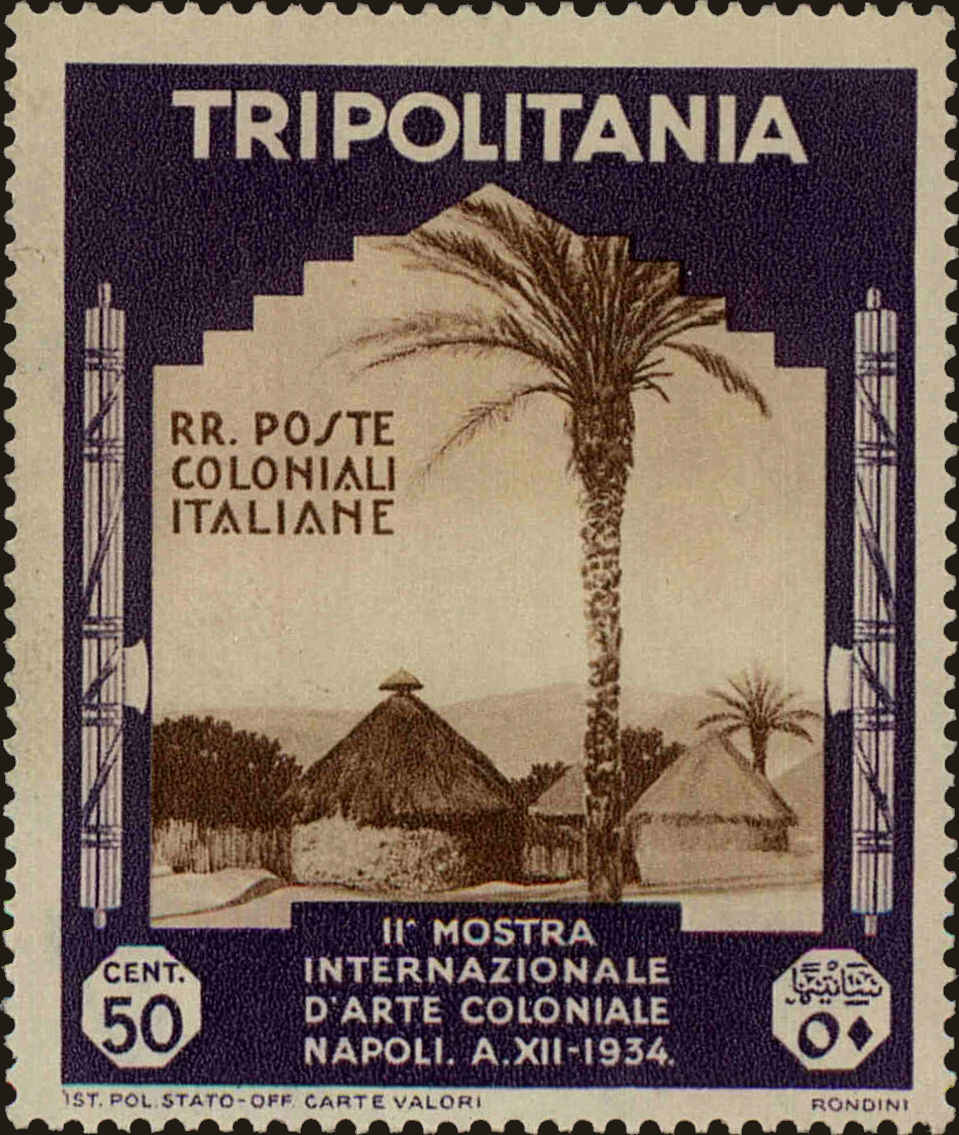 TRIPOLITANIA
RR. POSTE
COLONIALI
ITALIANE
II^ MOSTRA
INTERNAZIONALE
D'ARTE COLONIALE
NAPOLI. A.XII-1934.
CENT.
50
٥٠
IST. POL. STATO-OFF. CARTE VALORI
RONDINI